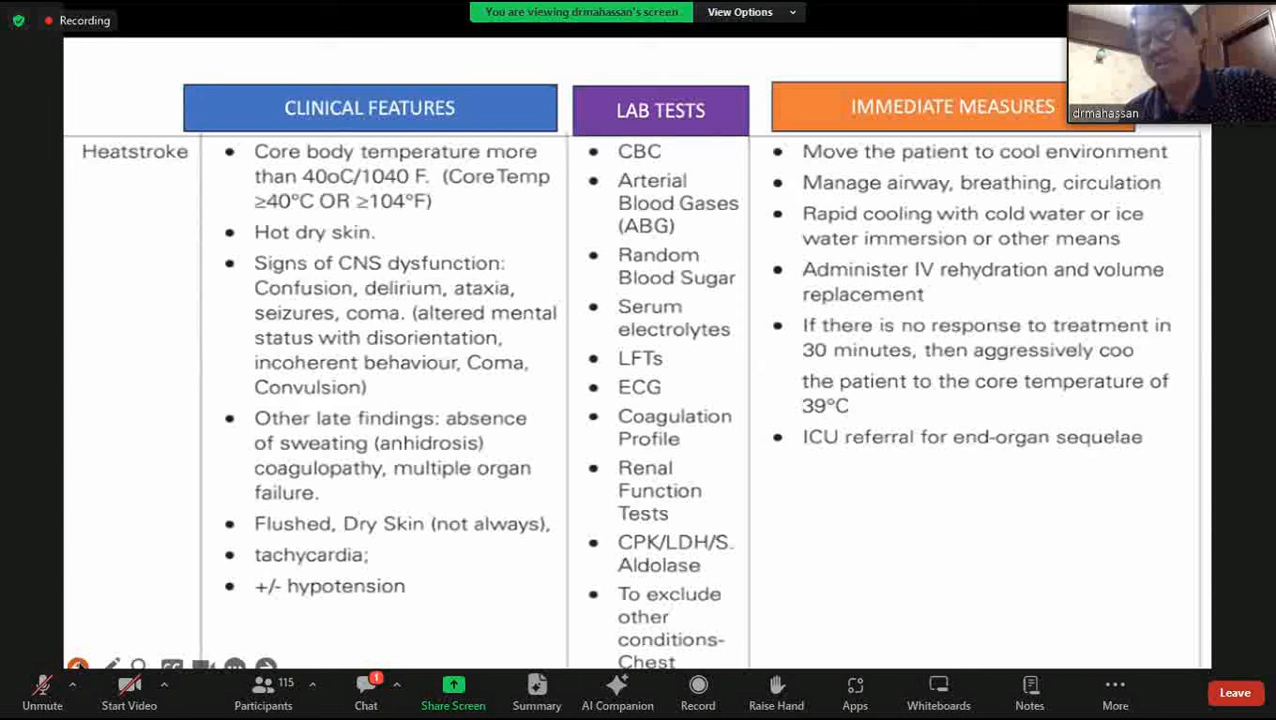 You are viewing drmahassan's screen
View Options
Recording
drmahassan
CLINICAL FEATURES
LAB TESTS
IMMEDIATE MEASURES
Heatstroke
Core body temperature more
than 40oC/1040 F. (Core Temp
≥40°C OR ≥104°F)
Hot dry skin.
Signs of CNS dysfunction:
Confusion, delirium, ataxia,
seizures, coma. (altered mental
status with disorientation,
incoherent behaviour, Coma,
Convulsion)
Other late findings: absence
of sweating (anhidrosis)
coagulopathy, multiple organ
failure.
Flushed, Dry Skin (not always),
tachycardia;
+/- hypotension
CBC
Arterial
Blood Gases
(ABG)
Random
Blood Sugar
Serum
electrolytes
LFTs
ECG
Coagulation
Profile
Renal
Function
Tests
CPK/LDH/S.
Aldolase
To exclude
other
conditions-
Chest
Move the patient to cool environment
Manage airway, breathing, circulation
Rapid cooling with cold water or ice
water immersion or other means
Administer IV rehydration and volume
replacement
If there is no response to treatment in
30 minutes, then aggressively coo
the patient to the core temperature of
39°C
ICU referral for end-organ sequelae
Unmute
Start Video
115
Participants
1
Chat
Share Screen
Summary
AI Companion
Record
Raise Hand
Apps
Whiteboards
Notes
More
Leave